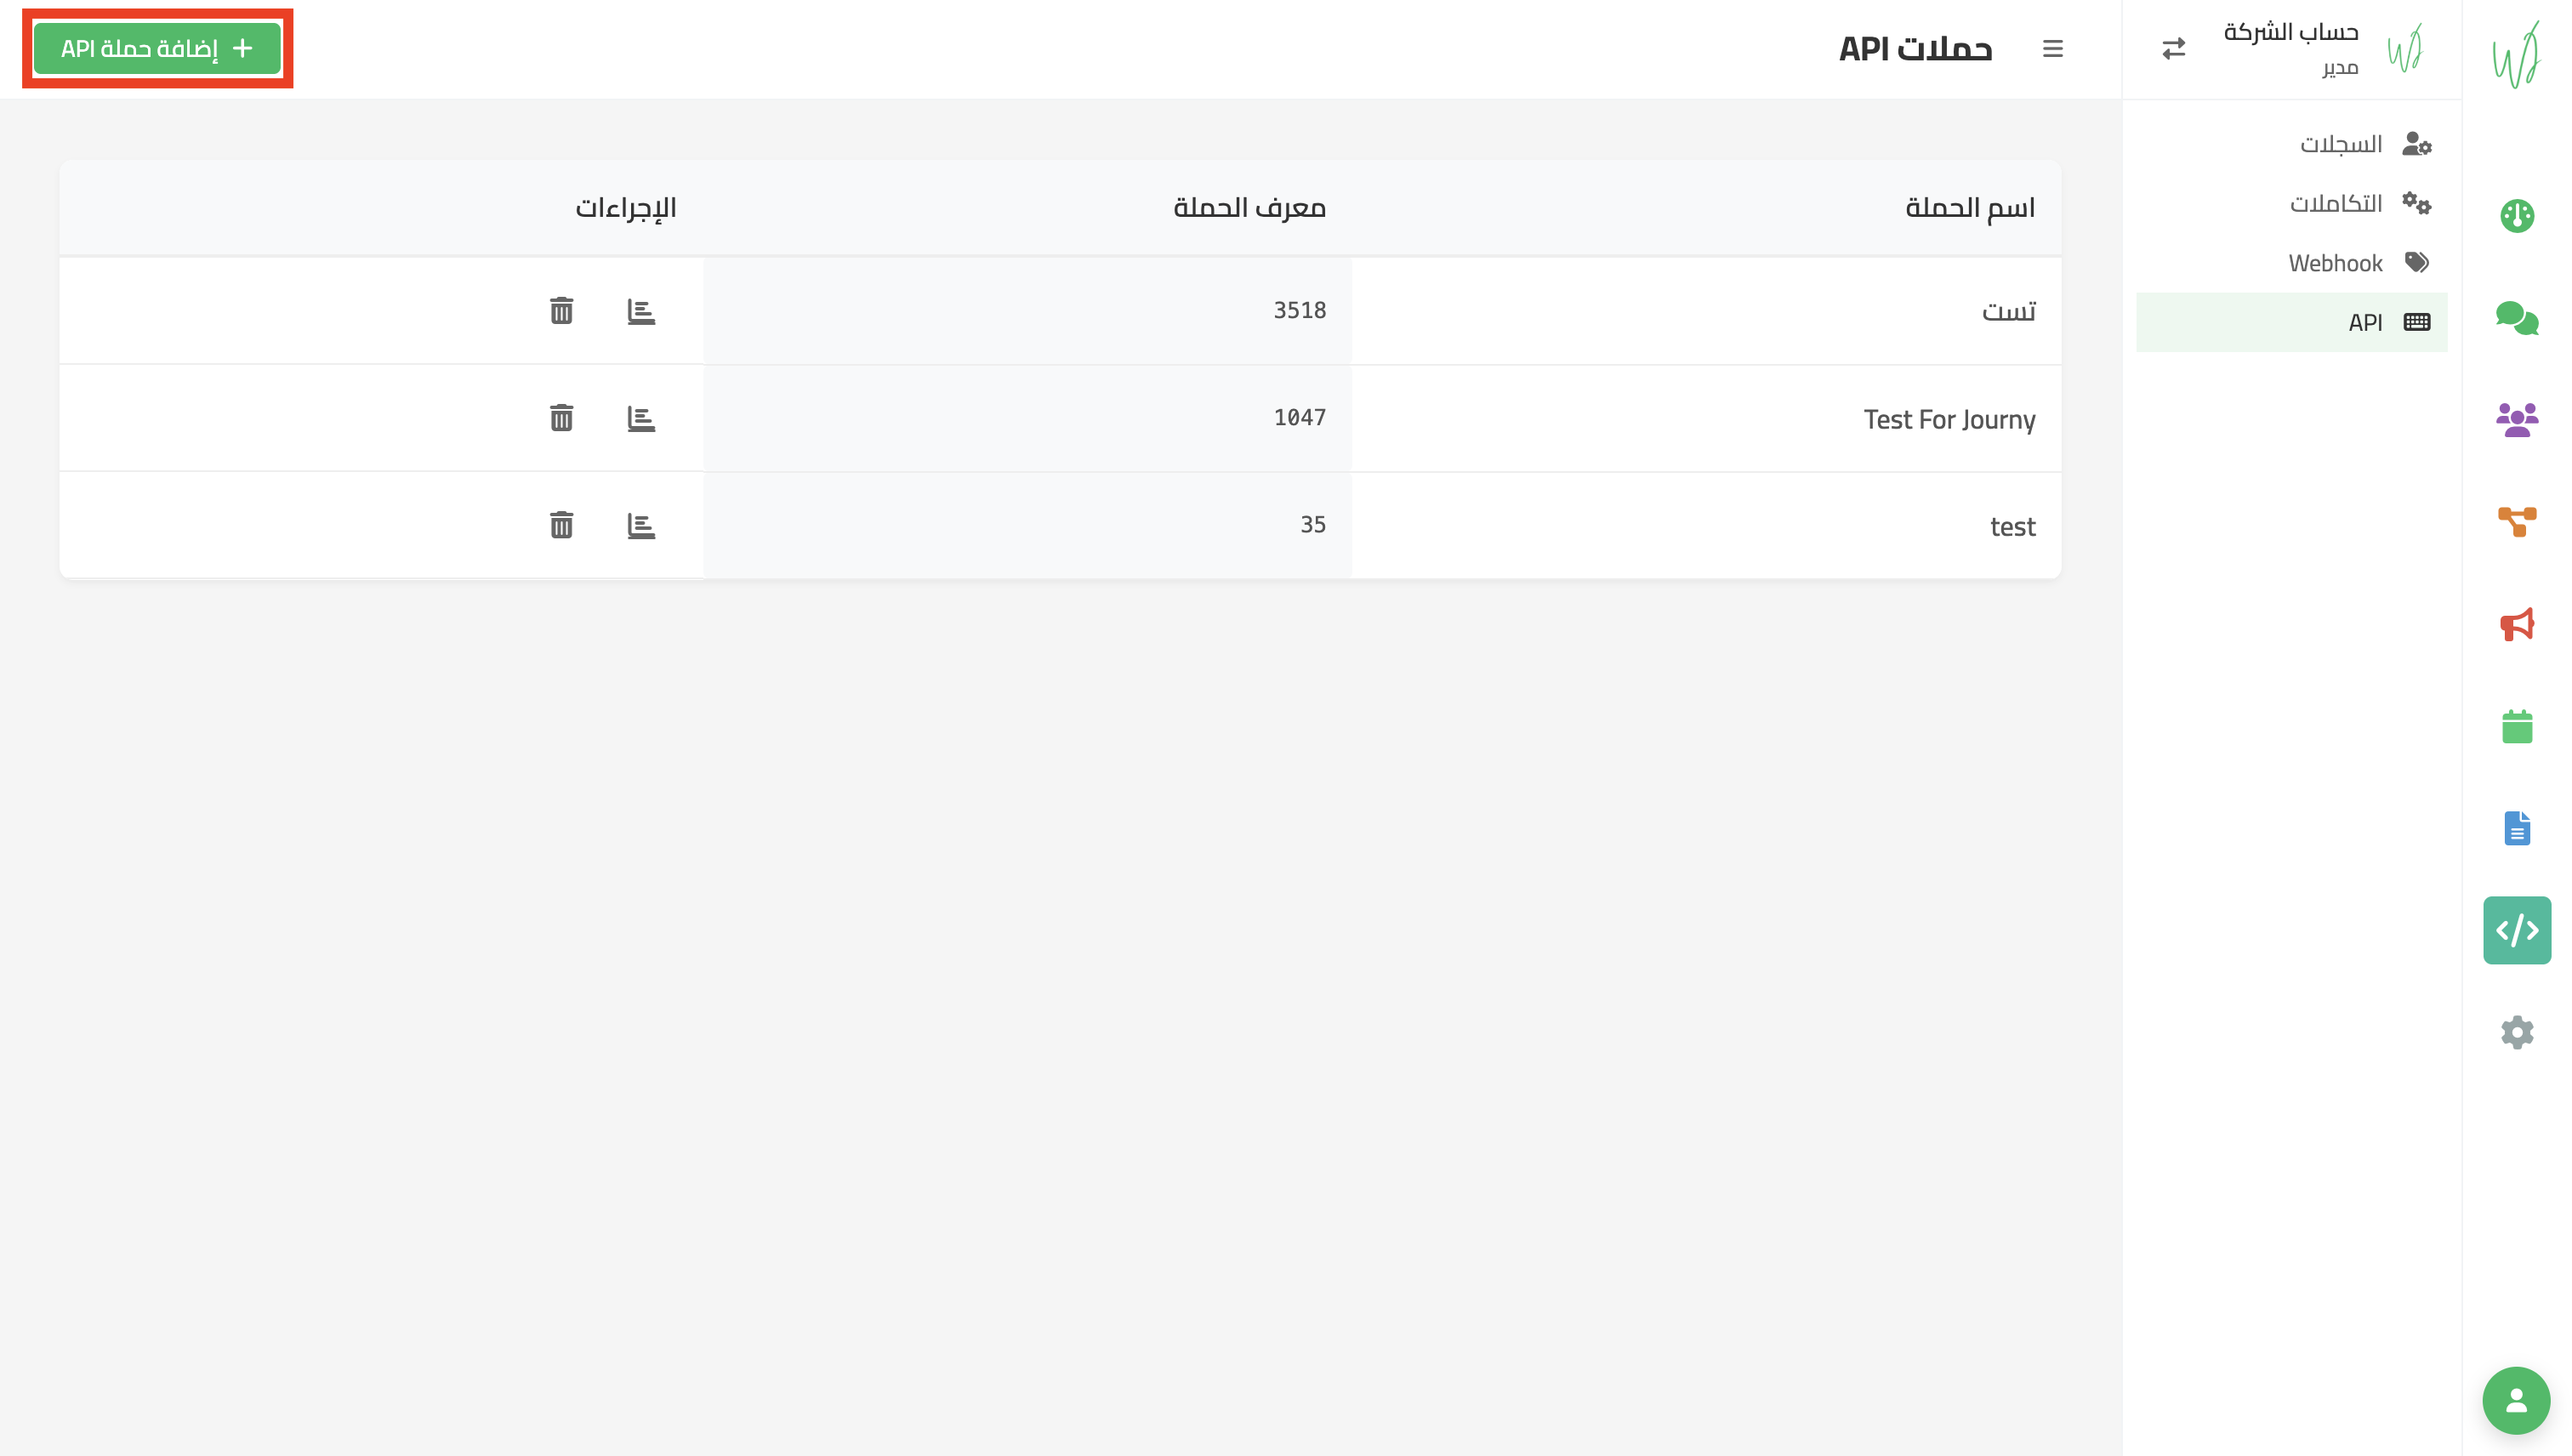 حساب الشركة
مدير
السجلات
التكاملات
Webhook
API
حملات API
إضافة حملة API
اسم الحملة معرف الحملة الإجراءات
تست 3518
Test For Journy 1047
test 35